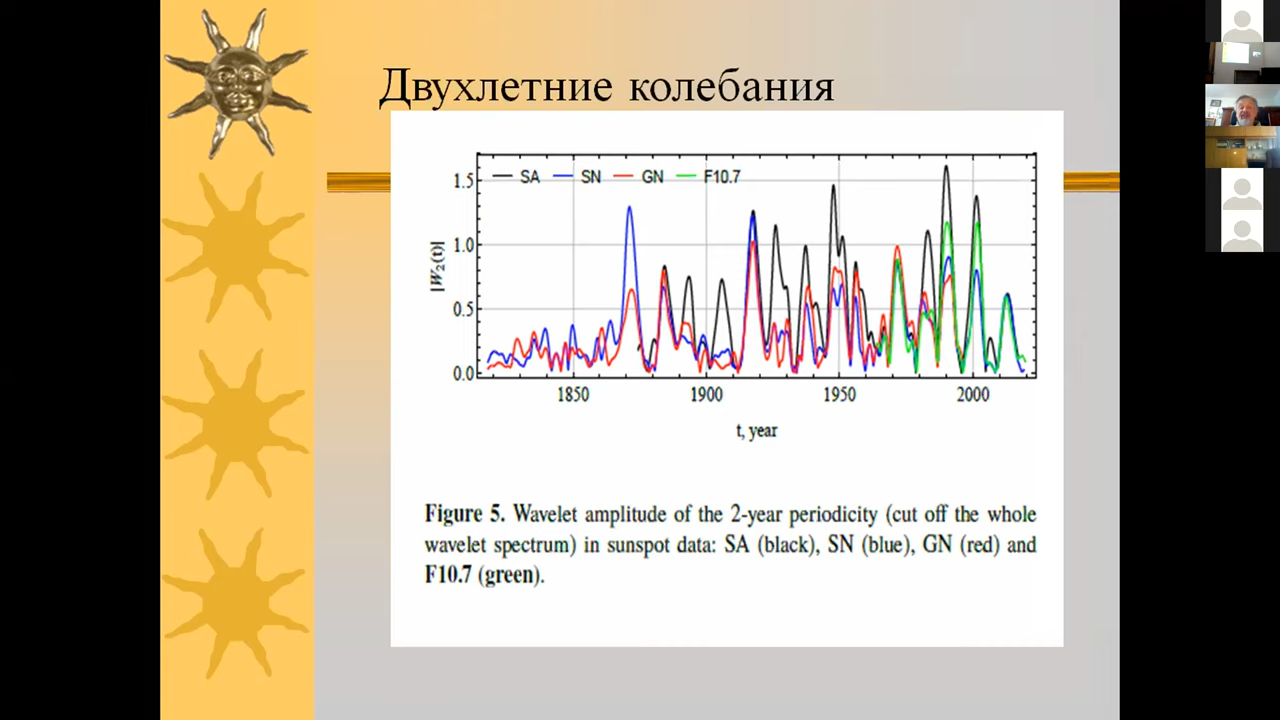 Двухлетние колебания
SA SN GN F10.7
1.5
1.0
0.5
0.0
|W₂(t)|
1850 1900 1950 2000
t, year
Figure 5. Wavelet amplitude of the 2-year periodicity (cut off the whole
wavelet spectrum) in sunspot data: SA (black), SN (blue), GN (red) and
F10.7 (green).